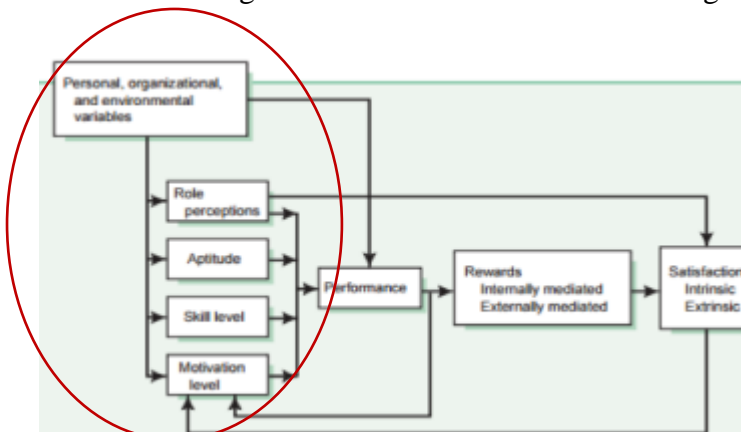 Personal, organizational,
and environmental
variables
Role
perceptions
Aptitude
Skill level
Motivation
level
Performance
Rewards
Internally mediated
Externally mediated
Satisfaction
Intrinsic
Extrinsic